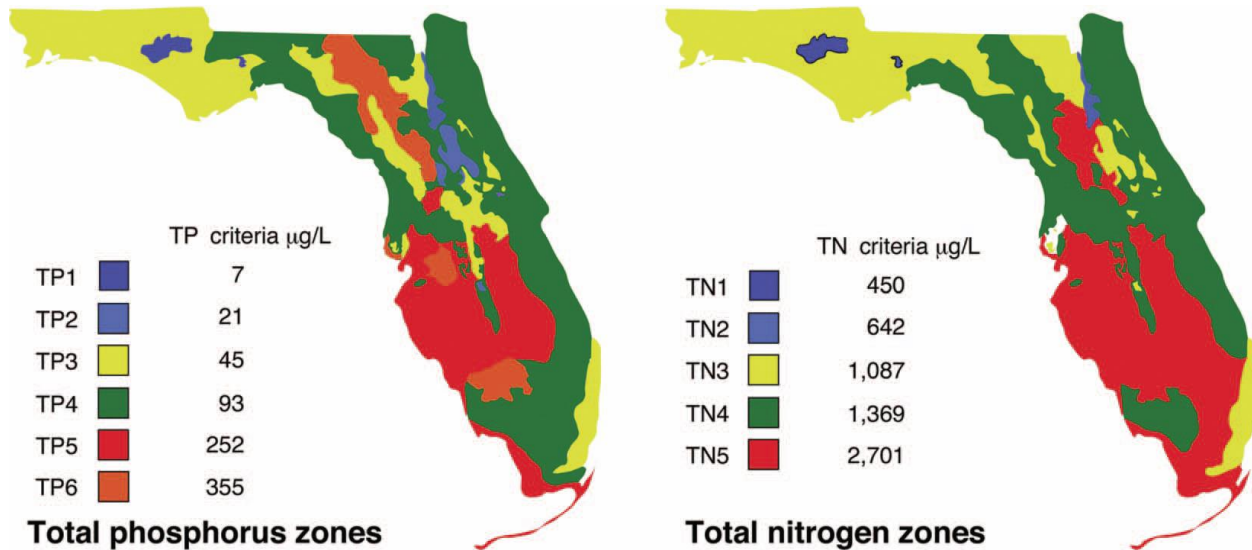 TP criteria μg/L
TP1 7
TP2 21
TP3 45
TP4 93
TP5 252
TP6 355
Total phosphorus zones
TN criteria μg/L
TN1 450
TN2 642
TN3 1,087
TN4 1,369
TN5 2,701
Total nitrogen zones